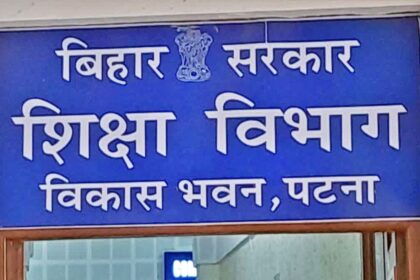 बिहार सरकार
शिक्षा विभाग
विकास भवन, पटना